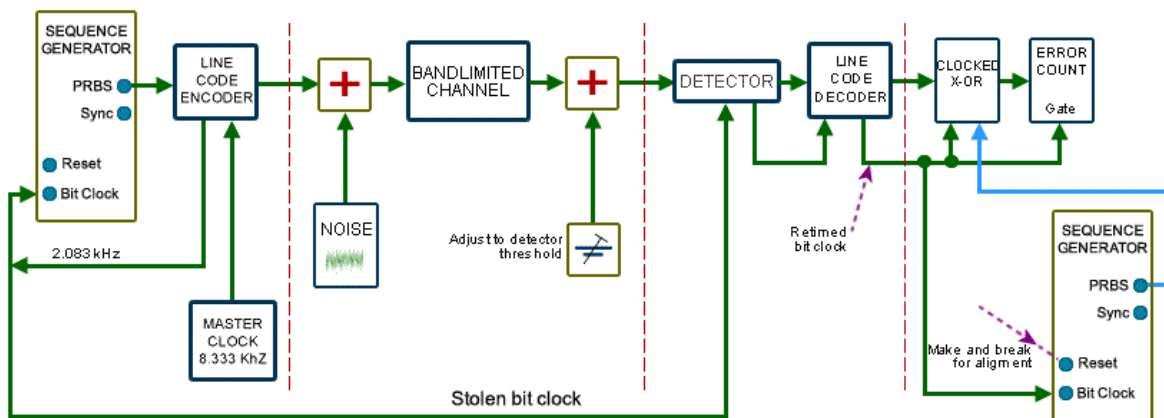 SEQUENCE
GENERATOR
PRBS
Sync
Reset
Bit Clock
LINE
CODE
ENCODER
2.083 kHz
MASTER
CLOCK
8.333 KhZ
+
NOISE
BANDLIMITED
CHANNEL
+
Adjust to detector
threshold
Stolen bit clock
DETECTOR
LINE
CODE
DECODER
Retimed
bit clock
CLOCKED
X-OR
ERROR
COUNT
Gate
SEQUENCE
GENERATOR
PRBS
Sync
Make and break
for aligment
Reset
Bit Clock